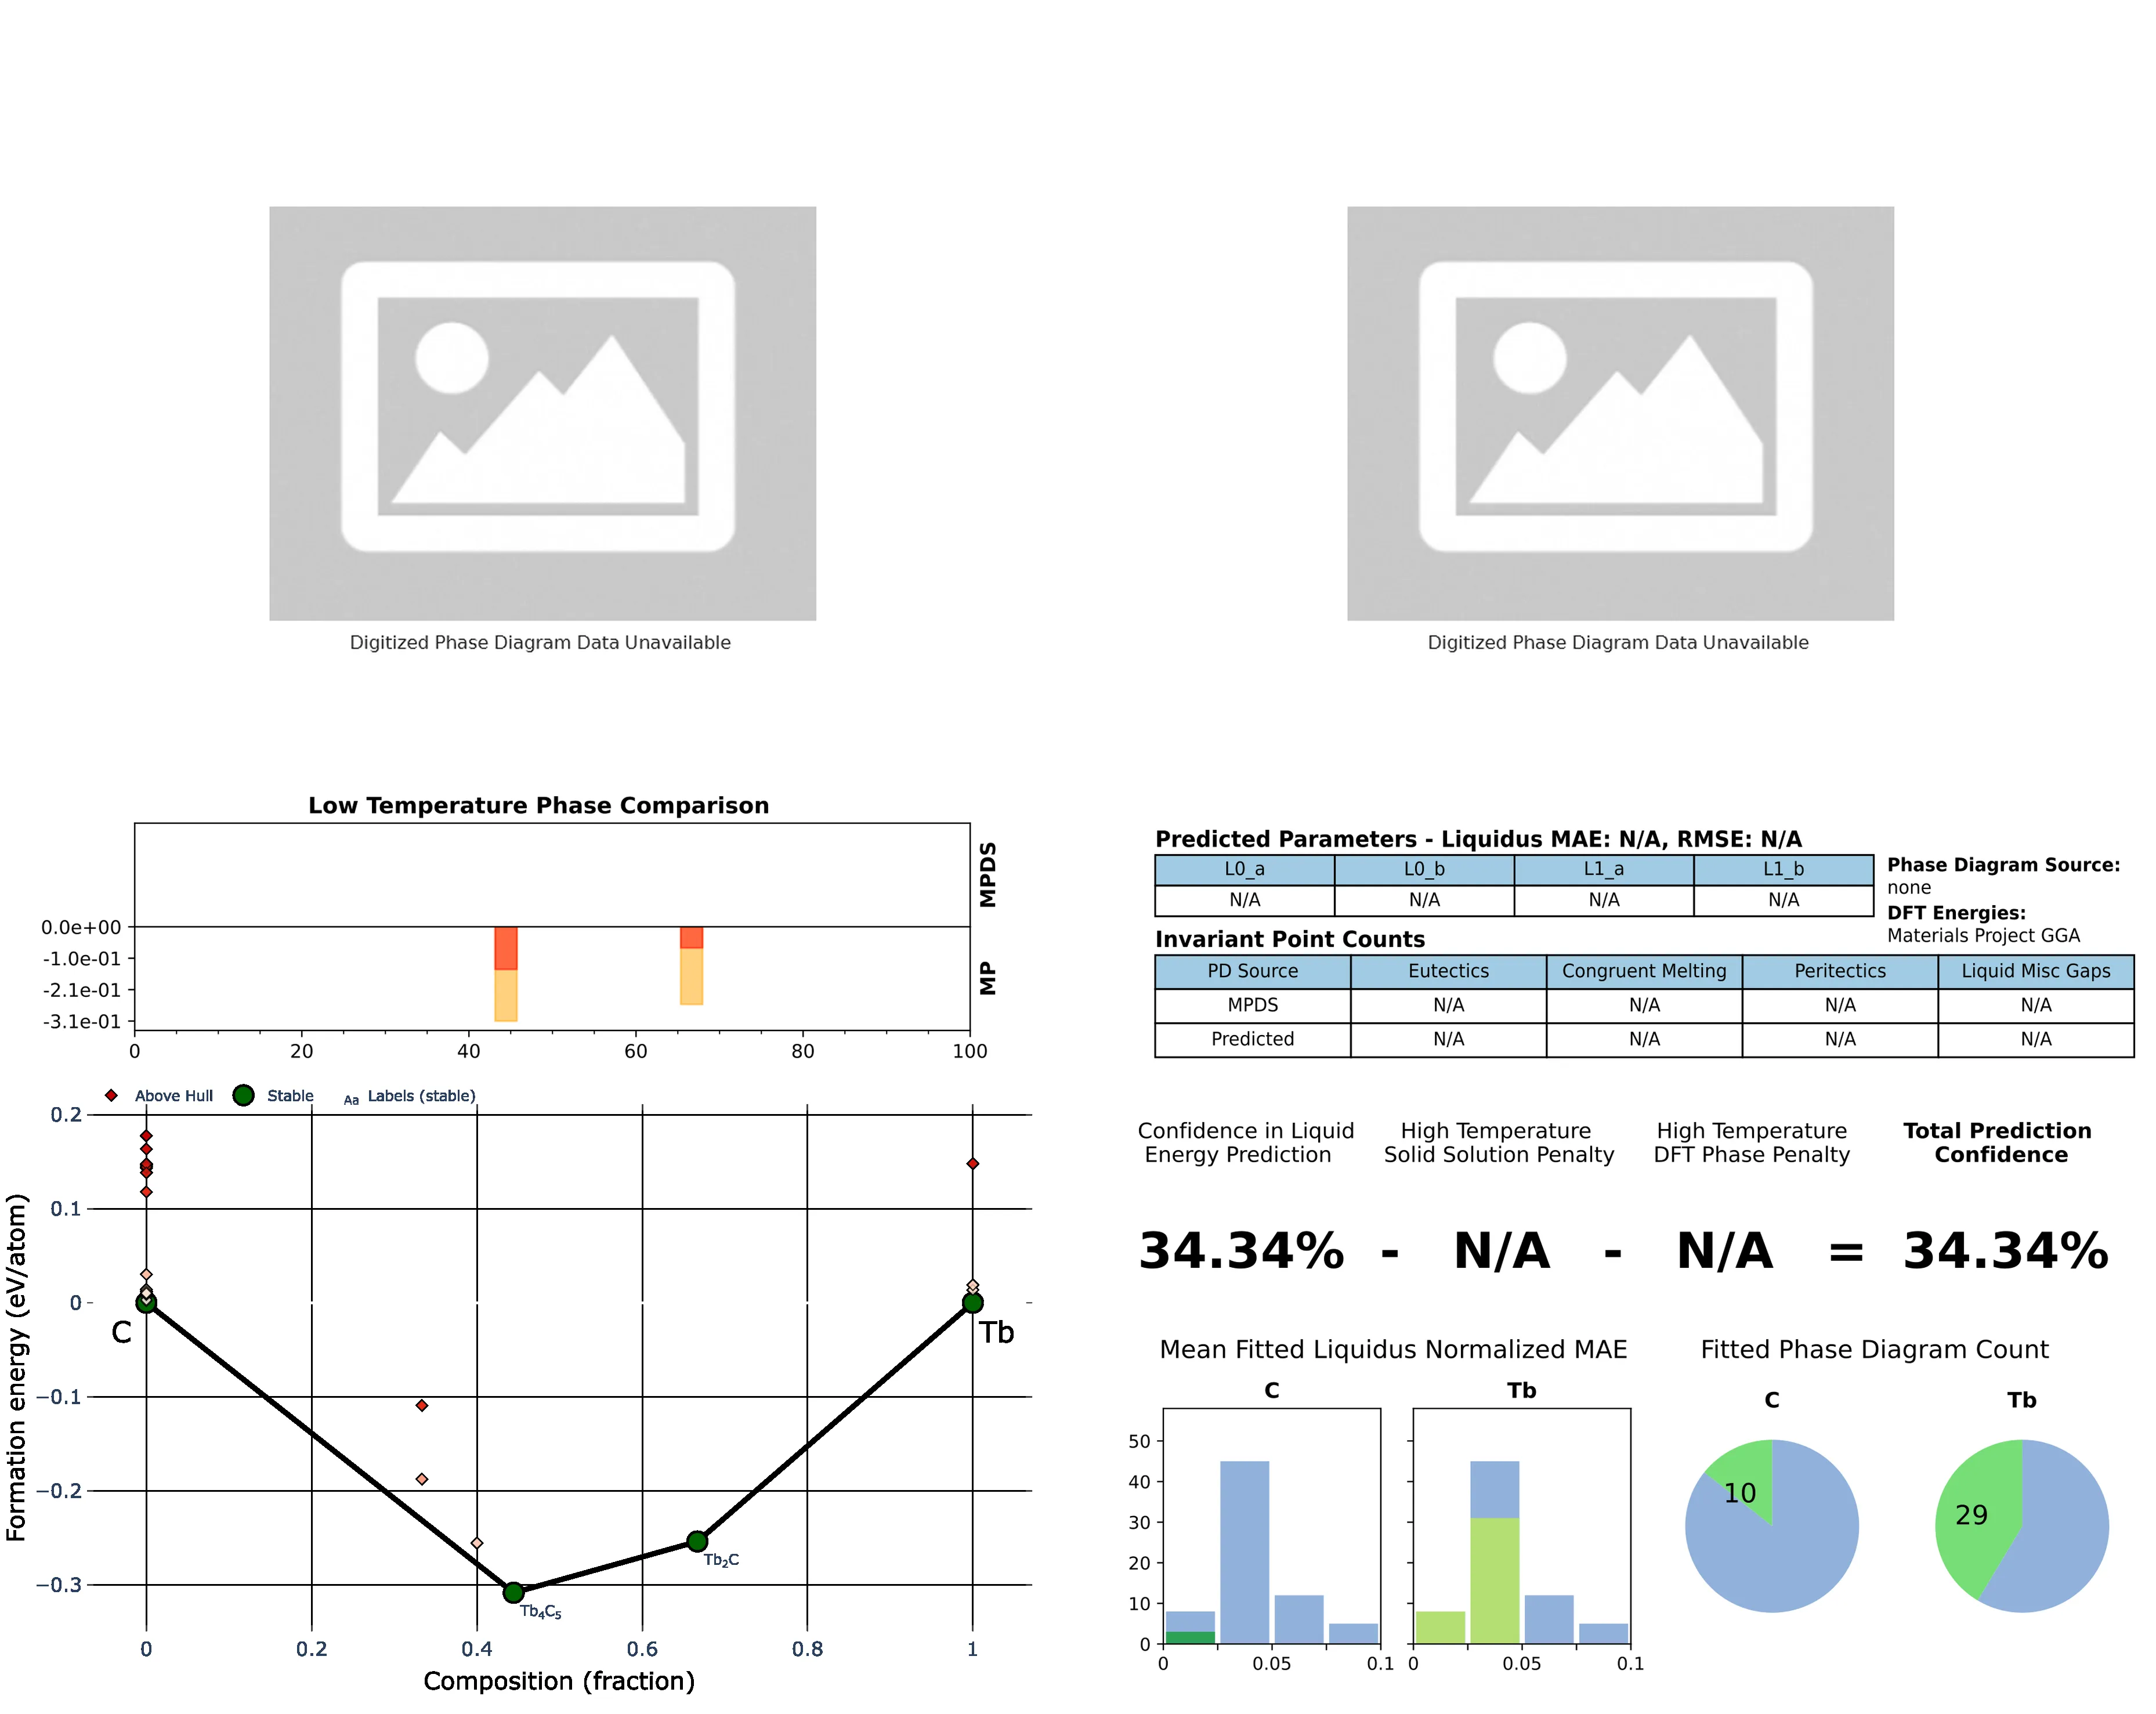 Digitized Phase Diagram Data Unavailable
Digitized Phase Diagram Data Unavailable
Low Temperature Phase Comparison
MPDS
MP
0.0e+00
-1.0e-01
-2.1e-01
-3.1e-01
0 20 40 60 80 100
Predicted Parameters - Liquidus MAE: N/A, RMSE: N/A
L0_a L0_b L1_a L1_b
N/A N/A N/A N/A
Phase Diagram Source:
none
DFT Energies:
Materials Project GGA
Invariant Point Counts
PD Source Eutectics Congruent Melting Peritectics Liquid Misc Gaps
MPDS N/A N/A N/A N/A
Predicted N/A N/A N/A N/A
Above Hull Stable Aa Labels (stable)
Formation energy (eV/atom)
0.2
0.1
0
−0.1
−0.2
−0.3
C
Tb
Tb₂C
Tb₄C₅
0 0.2 0.4 0.6 0.8 1
Composition (fraction)
Confidence in Liquid
Energy Prediction
High Temperature
Solid Solution Penalty
High Temperature
DFT Phase Penalty
Total Prediction
Confidence
34.34% - N/A - N/A = 34.34%
Mean Fitted Liquidus Normalized MAE
C
Tb
50
40
30
20
10
0
0 0.05 0.1
0 0.05 0.1
Fitted Phase Diagram Count
C
Tb
10
29